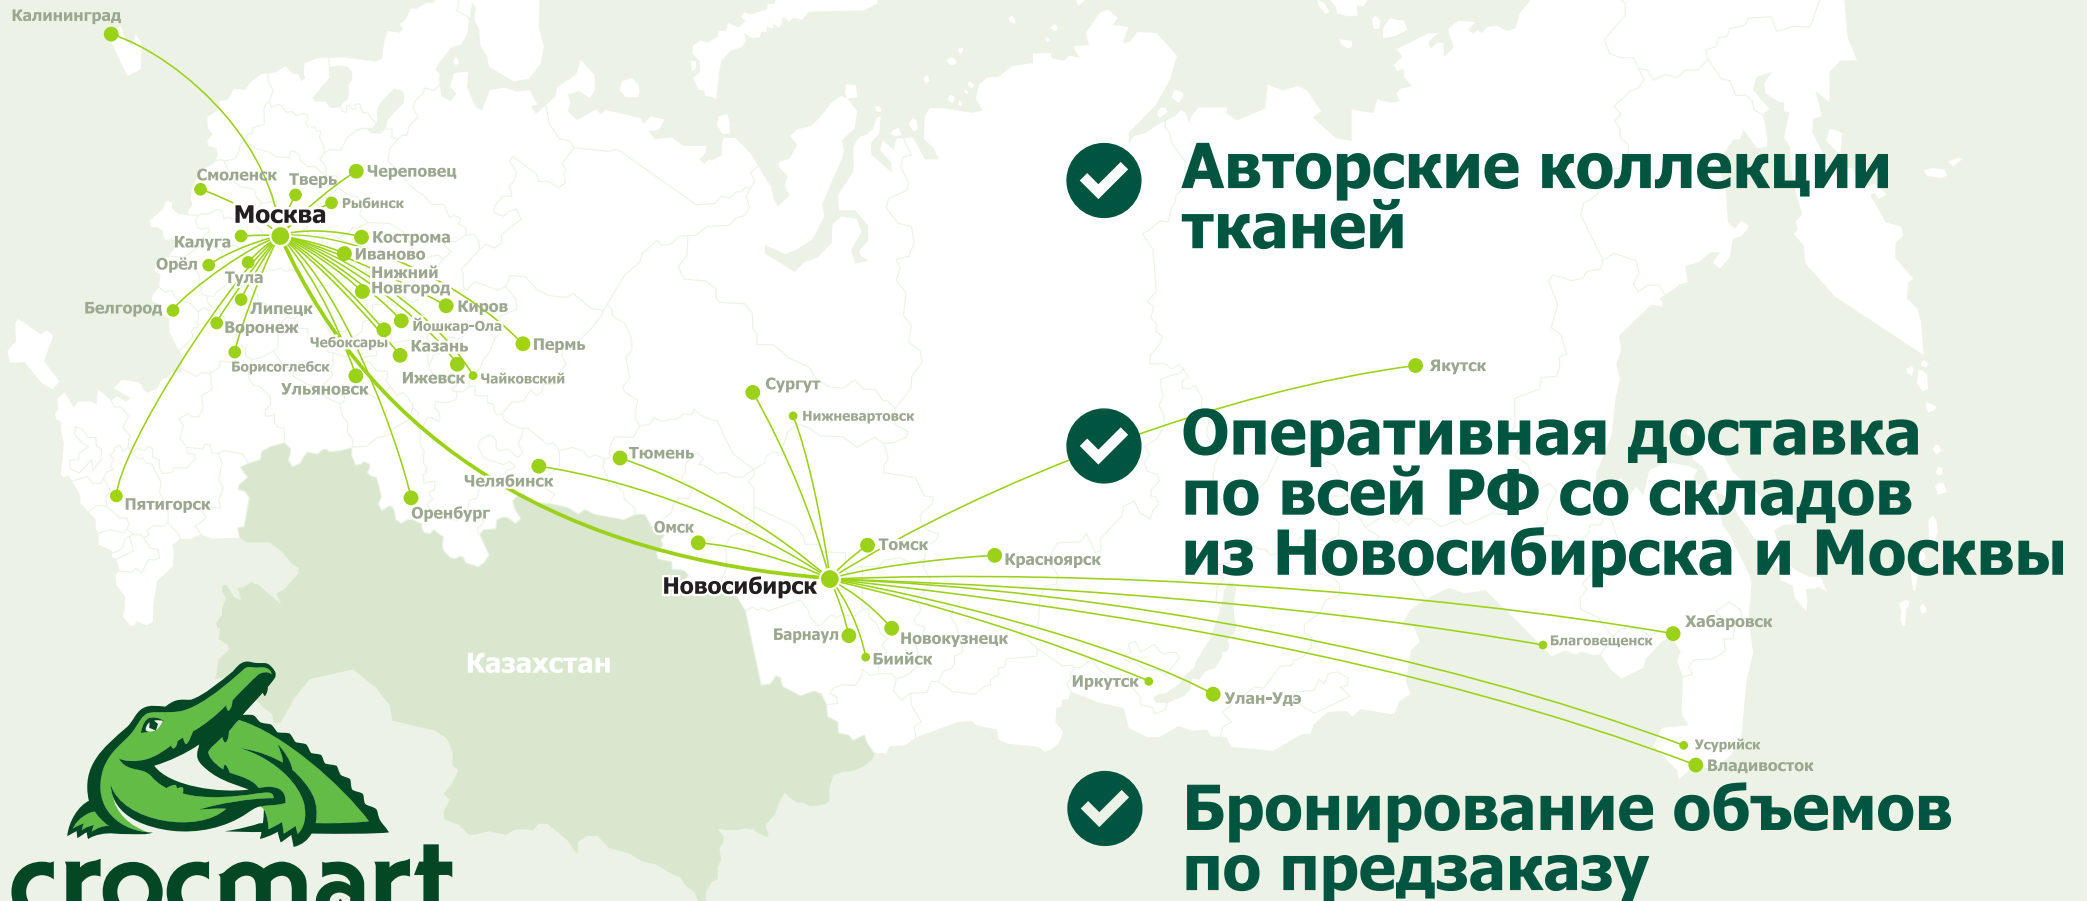 Калининград
Смоленск
Тверь
Череповец
Рыбинск
Москва
Калуга
Кострома
Иваново
Орёл
Тула
Нижний
Новгород
Белгород
Липецк
Киров
Воронеж
Йошкар-Ола
Чебоксары
Казань
Пермь
Борисоглебск
Ульяновск
Ижевск
Чайковский
Пятигорск
Оренбург
Челябинск
Тюмень
Сургут
Нижневартовск
Омск
Томск
Красноярск
Новосибирск
Барнаул
Новокузнецк
Биийск
Иркутск
Улан-Удэ
Якутск
Хабаровск
Благовещенск
Усурийск
Владивосток
Казахстан
Авторские коллекции
тканей
Оперативная доставка
по всей РФ со складов
из Новосибирска и Москвы
Бронирование объемов
по предзаказу
crocmart